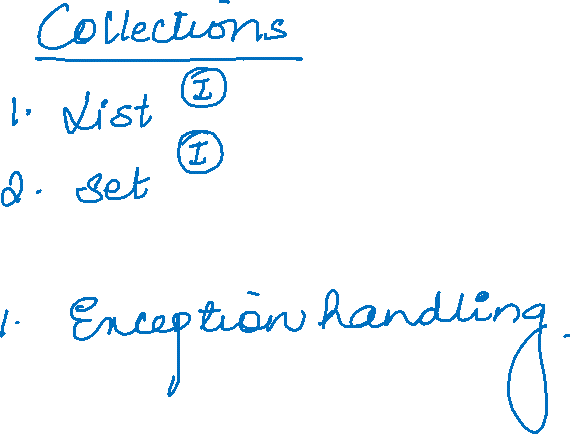 Collections
1. List I
2. Set I
1. Exception handling.